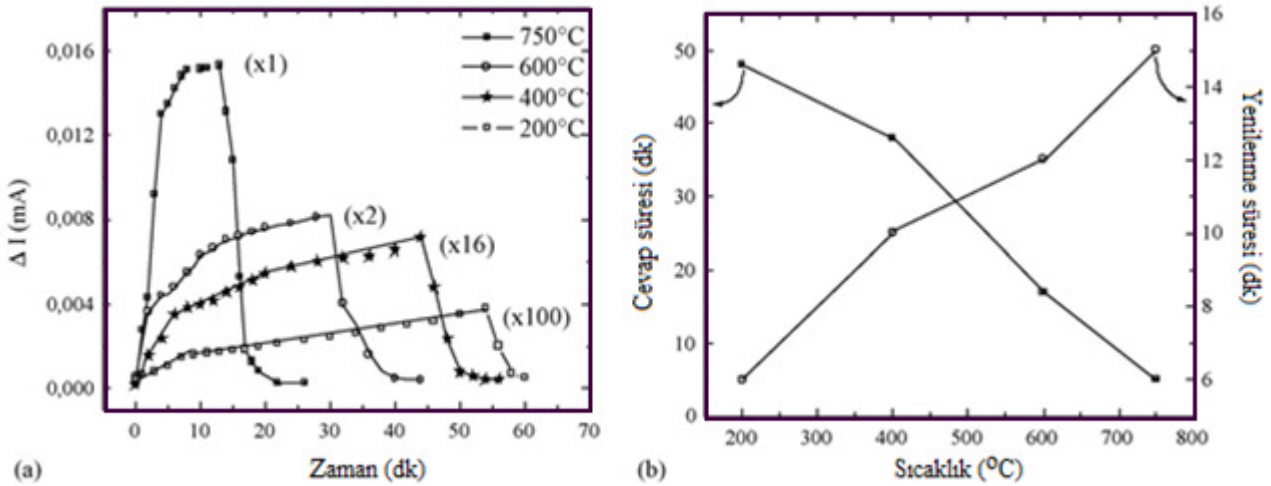 0,016
0,012
0,008
0,004
0,000
Δ I (mA)
(x1)
750°C
600°C
400°C
200°C
(x2)
(x16)
(x100)
0 10 20 30 40 50 60 70
Zaman (dk)
(a)
50
40
30
20
10
0
Cevap süresi (dk)
16
14
12
10
8
6
Yenilenme süresi (dk)
200 300 400 500 600 700 800
Sıcaklık (⁰C)
(b)